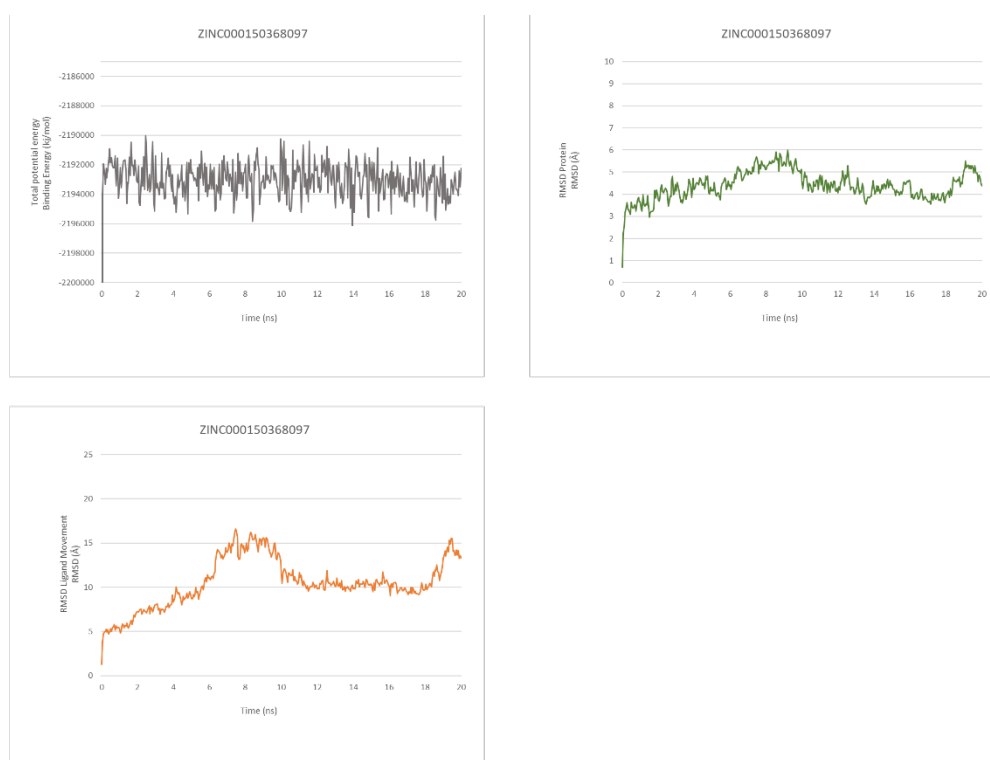 ZINC000150368097
-2186000
-2188000
-2190000
-2192000
-2194000
-2196000
-2198000
-2200000
Total potential energy
Binding Energy (kj/mol)
0 2 4 6 8 10 12 14 16 18 20
Time (ns)
ZINC000150368097
10
9
8
7
6
5
4
3
2
1
0
RMSD Protein
RMSD (Å)
0 2 4 6 8 10 12 14 16 18 20
Time (ns)
ZINC000150368097
25
20
15
10
5
0
RMSD Ligand Movement
RMSD (Å)
0 2 4 6 8 10 12 14 16 18 20
Time (ns)